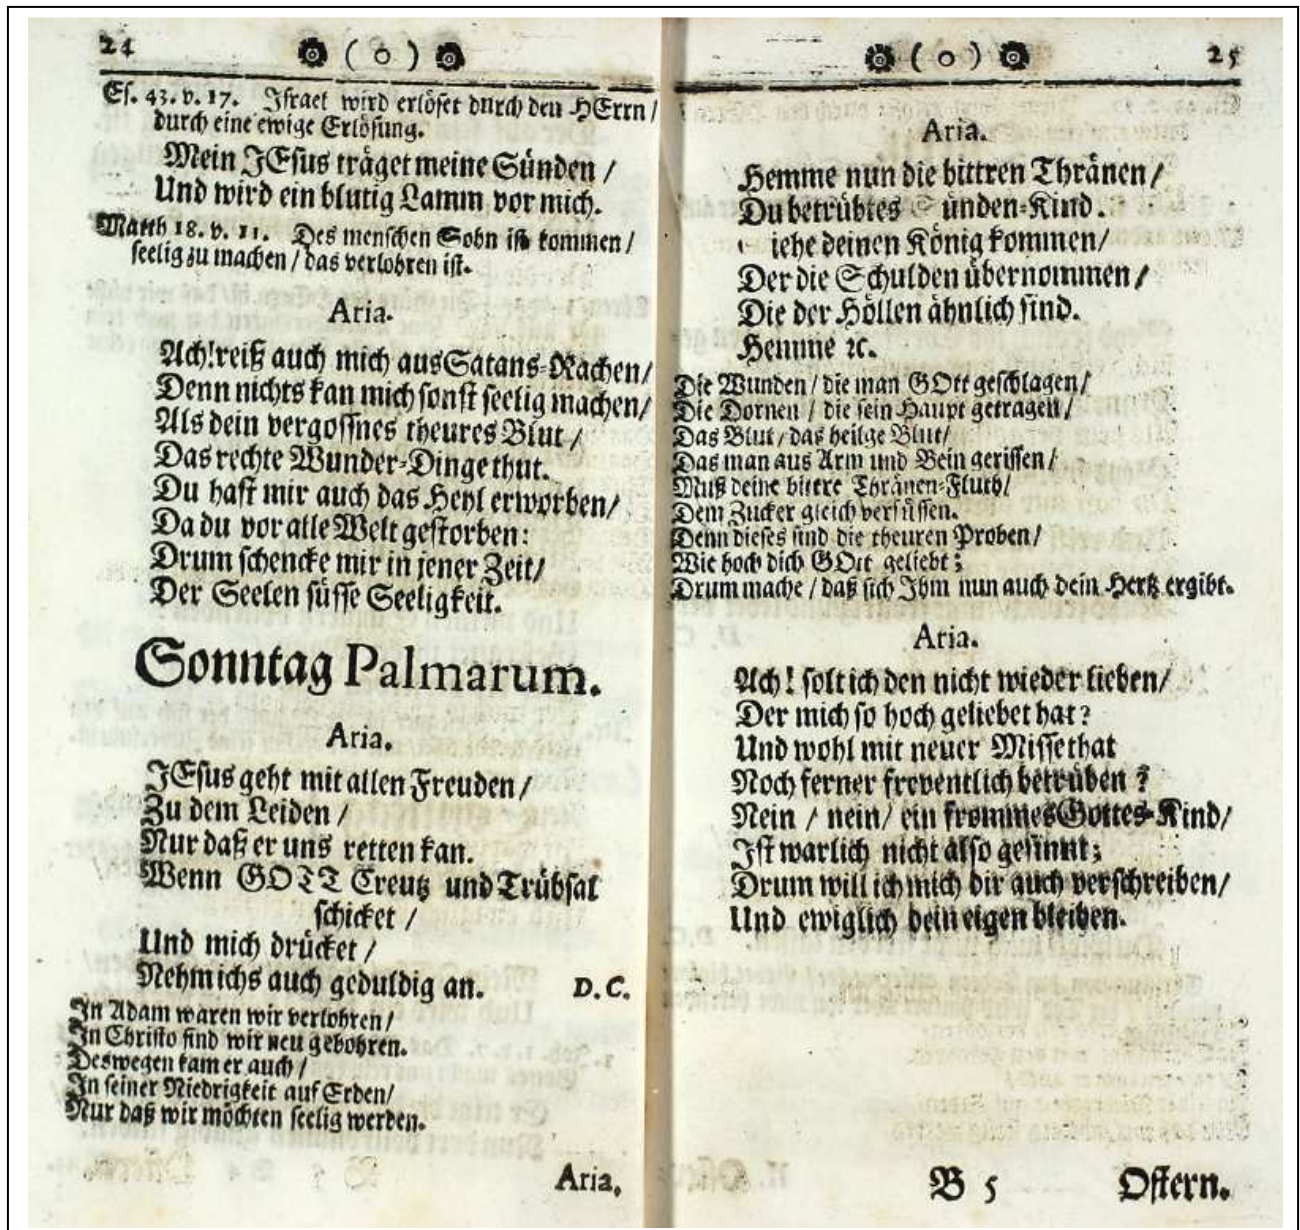 24 ( o )
Es. 43. v. 17. Israel wird erlöset durch den HErrn /
durch eine ewige Erlösung.
Mein JEsus träget meine Sünden /
Und wird ein blutig Lamm vor mich.
Matth 18. v. 11. Des menschen Sohn ist kommen /
seelig zu machen / das verlohren ist.
Aria.
Ach! reiß auch mich aus Satans-Rachen /
Denn nichts kan mich sonst seelig machen /
Als dein vergossnes theures Blut /
Das rechte Wunder-Dinge thut.
Du hast mir auch das Heyl erworben /
Da du vor alle Welt gestorben:
Drum schencke mir in jener Zeit /
Der Seelen süsse Seeligkeit.
Sonntag Palmarum.
Aria.
JEsus geht mit allen Freuden /
Zu dem Leiden /
Nur daß er uns retten kan.
Wenn GOTT Creutz und Trübsal
schicket /
Und mich drücket /
Nehm ichs auch geduldig an. D.C.
In Adam waren wir verlohren /
In Christo sind wir neu gebohren.
Deswegen kam er auch /
In seiner Niedrigkeit auf Erden /
Nur daß wir möchten seelig werden.
Aria.
( o ) 25
Aria.
Hemme nun die bittren Thränen /
Du betrübtes Sünden-Kind.
iehe deinen König kommen /
Der die Schulden übernommen /
Die der Höllen ähnlich sind.
Hemme ꝛc.
Die Wunden / die man GOtt geschlagen /
Die Dornen / die sein Haupt getragen /
Das Blut / das heilge Blut /
Das man aus Arm und Bein gerissen /
Muß deine bittre Thränen-Fluth /
Dem Zucker gleich versüssen.
Denn dieses sind die theuren Proben /
Wie hoch dich GOtt geliebt;
Drum mache / daß sich Ihm nun auch dein Hertz ergibt.
Aria.
Ach! solt ich den nicht wieder lieben /
Der mich so hoch geliebet hat?
Und wohl mit neuer Missethat
Noch ferner freventlich betrüben?
Nein / nein / ein frommes Gottes-Kind /
Ist warlich nicht also gesinnt;
Drum will ich mich dir auch verschreiben /
Und ewiglich dein eigen bleiben.
B 5 Ostern.